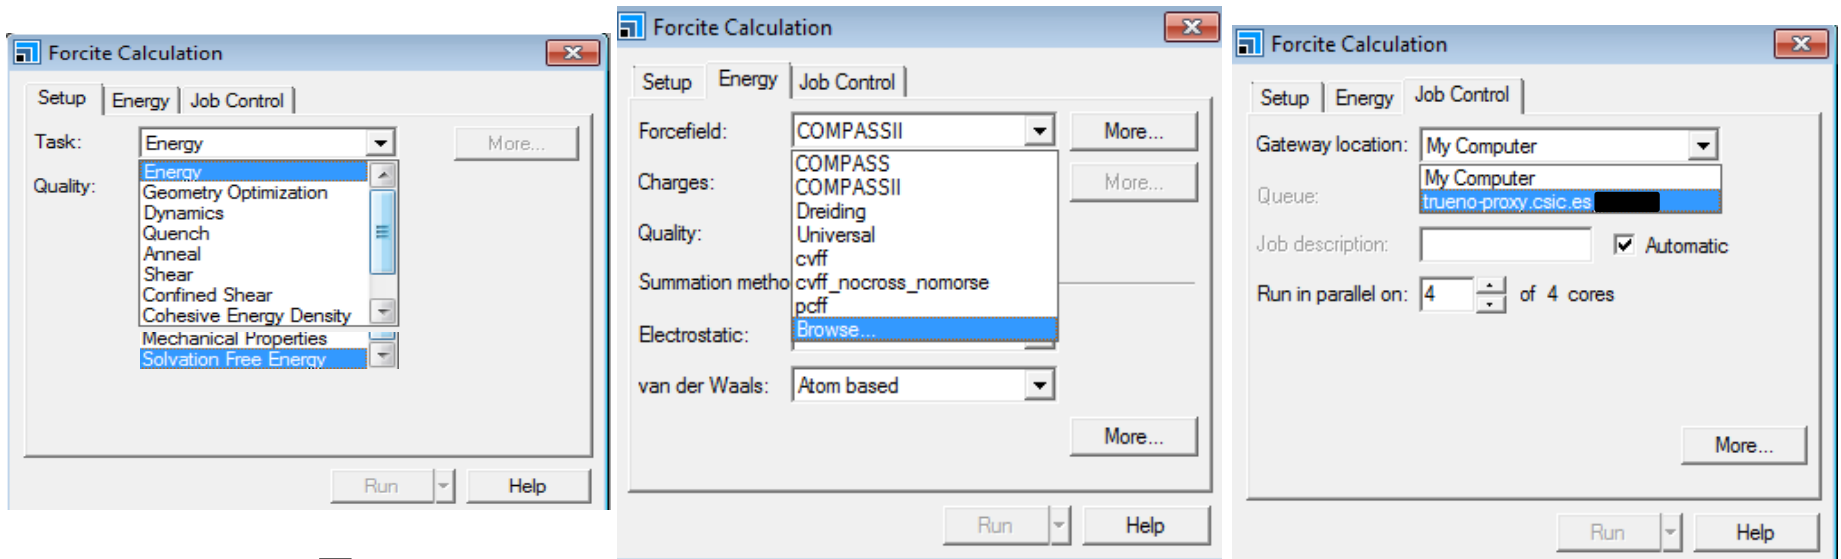 Forcite Calculation
Setup Energy Job Control
Task: Energy More...
Quality: Energy
Geometry Optimization
Dynamics
Quench
Anneal
Shear
Confined Shear
Cohesive Energy Density
Mechanical Properties
Solvation Free Energy
Run Help
Forcite Calculation
Setup Energy Job Control
Forcefield: COMPASSII More...
COMPASS
Charges: COMPASSII More...
Dreiding
Quality: Universal
cvff
Summation metho cvff_nocross_nomorse
pcff
Electrostatic: Browse...
van der Waals: Atom based
More...
Run Help
Forcite Calculation
Setup Energy Job Control
Gateway location: My Computer
My Computer
Queue: trueno-proxy.csic.es
Job description: Automatic
Run in parallel on: 4 of 4 cores
More...
Run Help